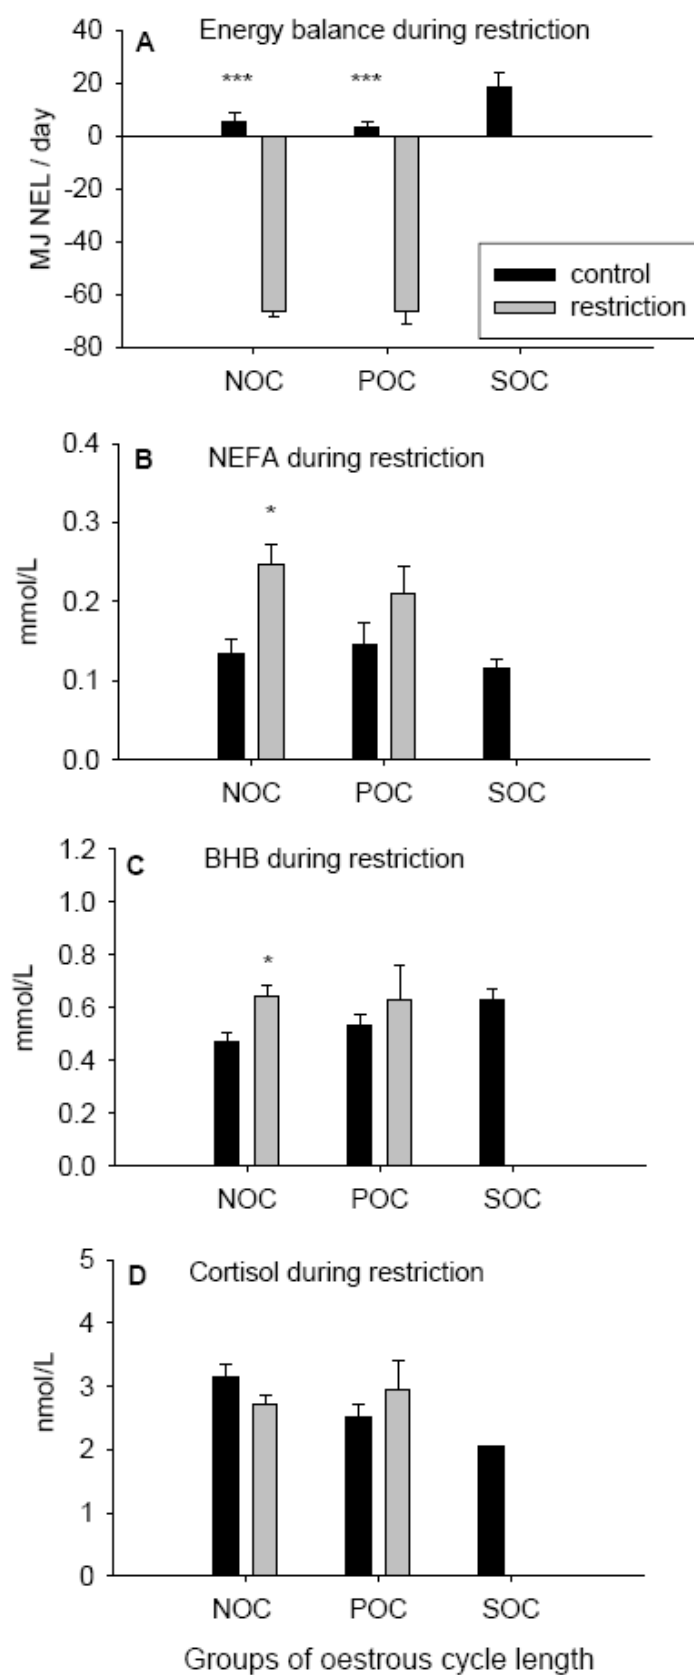 A Energy balance during restriction
40
20
0
-20
-40
-60
-80
MJ NEL / day
*** ***
control
restriction
NOC POC SOC
B NEFA during restriction
0.4
0.3
0.2
0.1
0.0
mmol/L
*
NOC POC SOC
C BHB during restriction
1.2
1.0
0.8
0.6
0.4
0.2
0.0
mmol/L
*
NOC POC SOC
D Cortisol during restriction
5
4
3
2
1
0
nmol/L
NOC POC SOC
Groups of oestrous cycle length